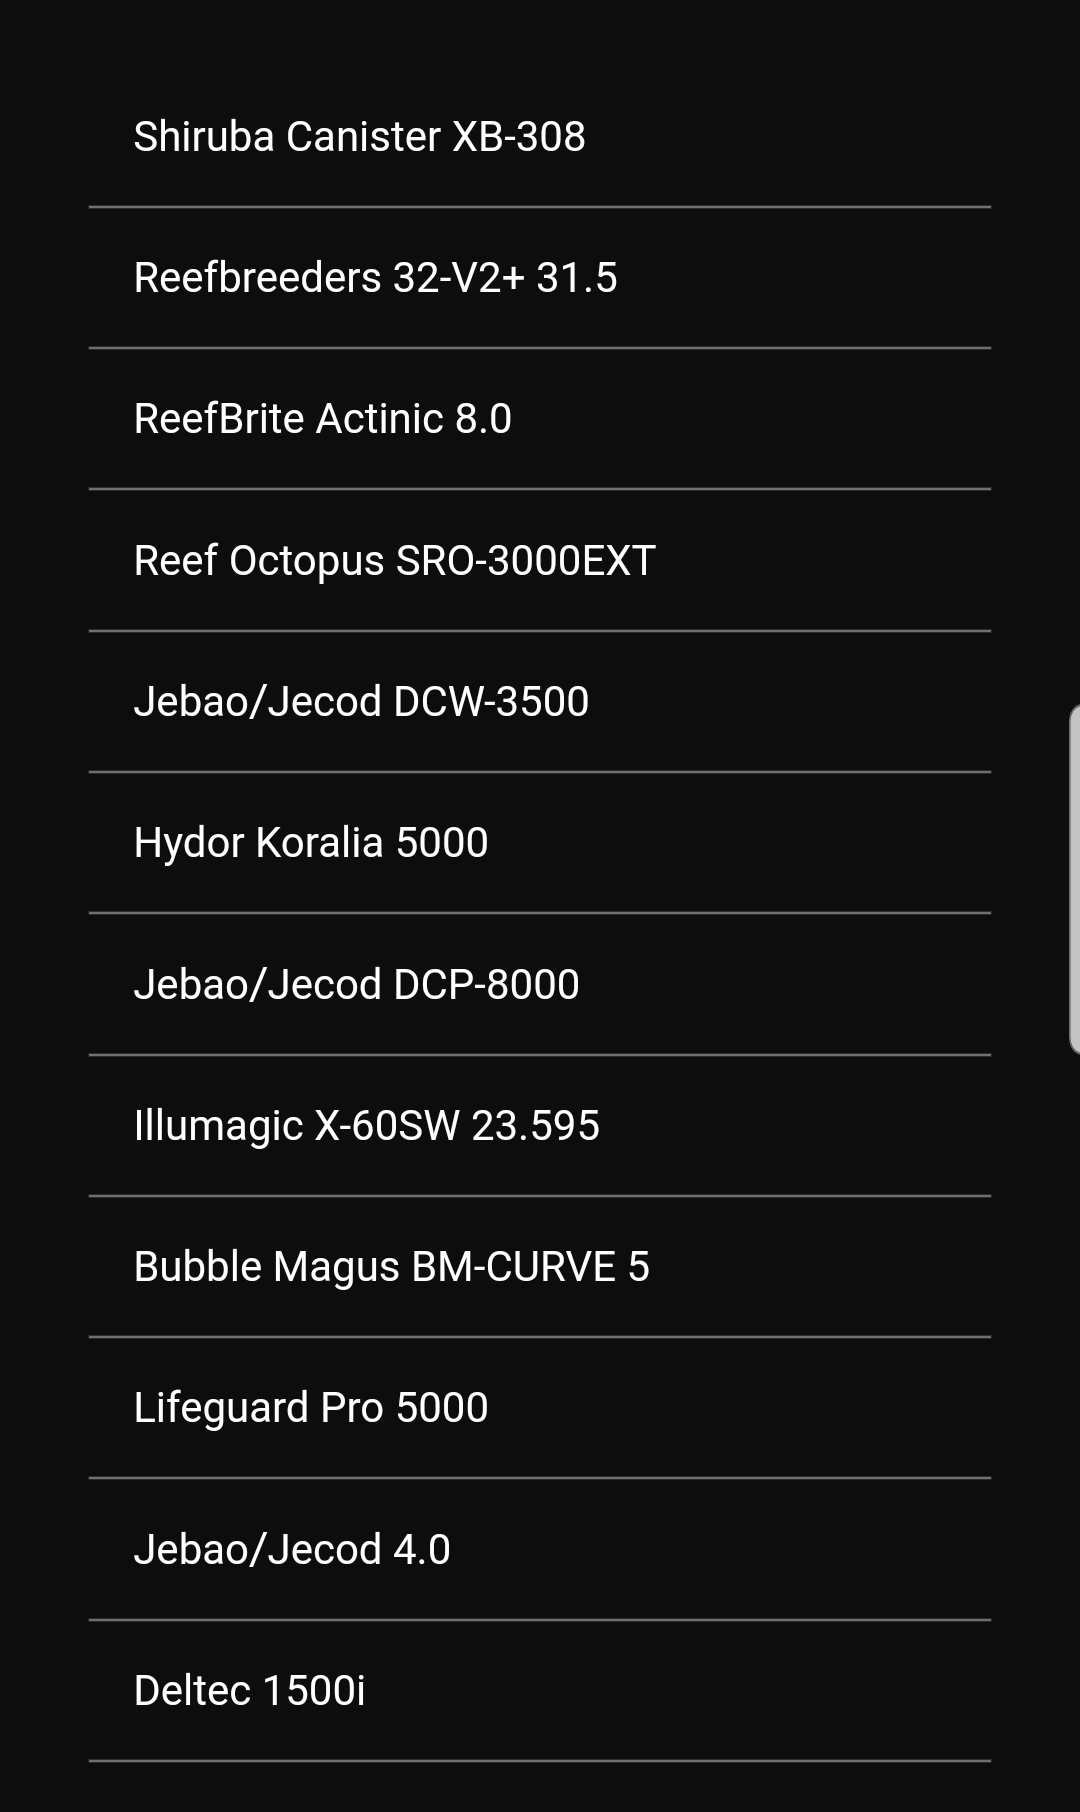 Shiruba Canister XB-308
Reefbreeders 32-V2+ 31.5
ReefBrite Actinic 8.0
Reef Octopus SRO-3000EXT
Jebao/Jecod DCW-3500
Hydor Koralia 5000
Jebao/Jecod DCP-8000
Illumagic X-60SW 23.595
Bubble Magus BM-CURVE 5
Lifeguard Pro 5000
Jebao/Jecod 4.0
Deltec 1500i